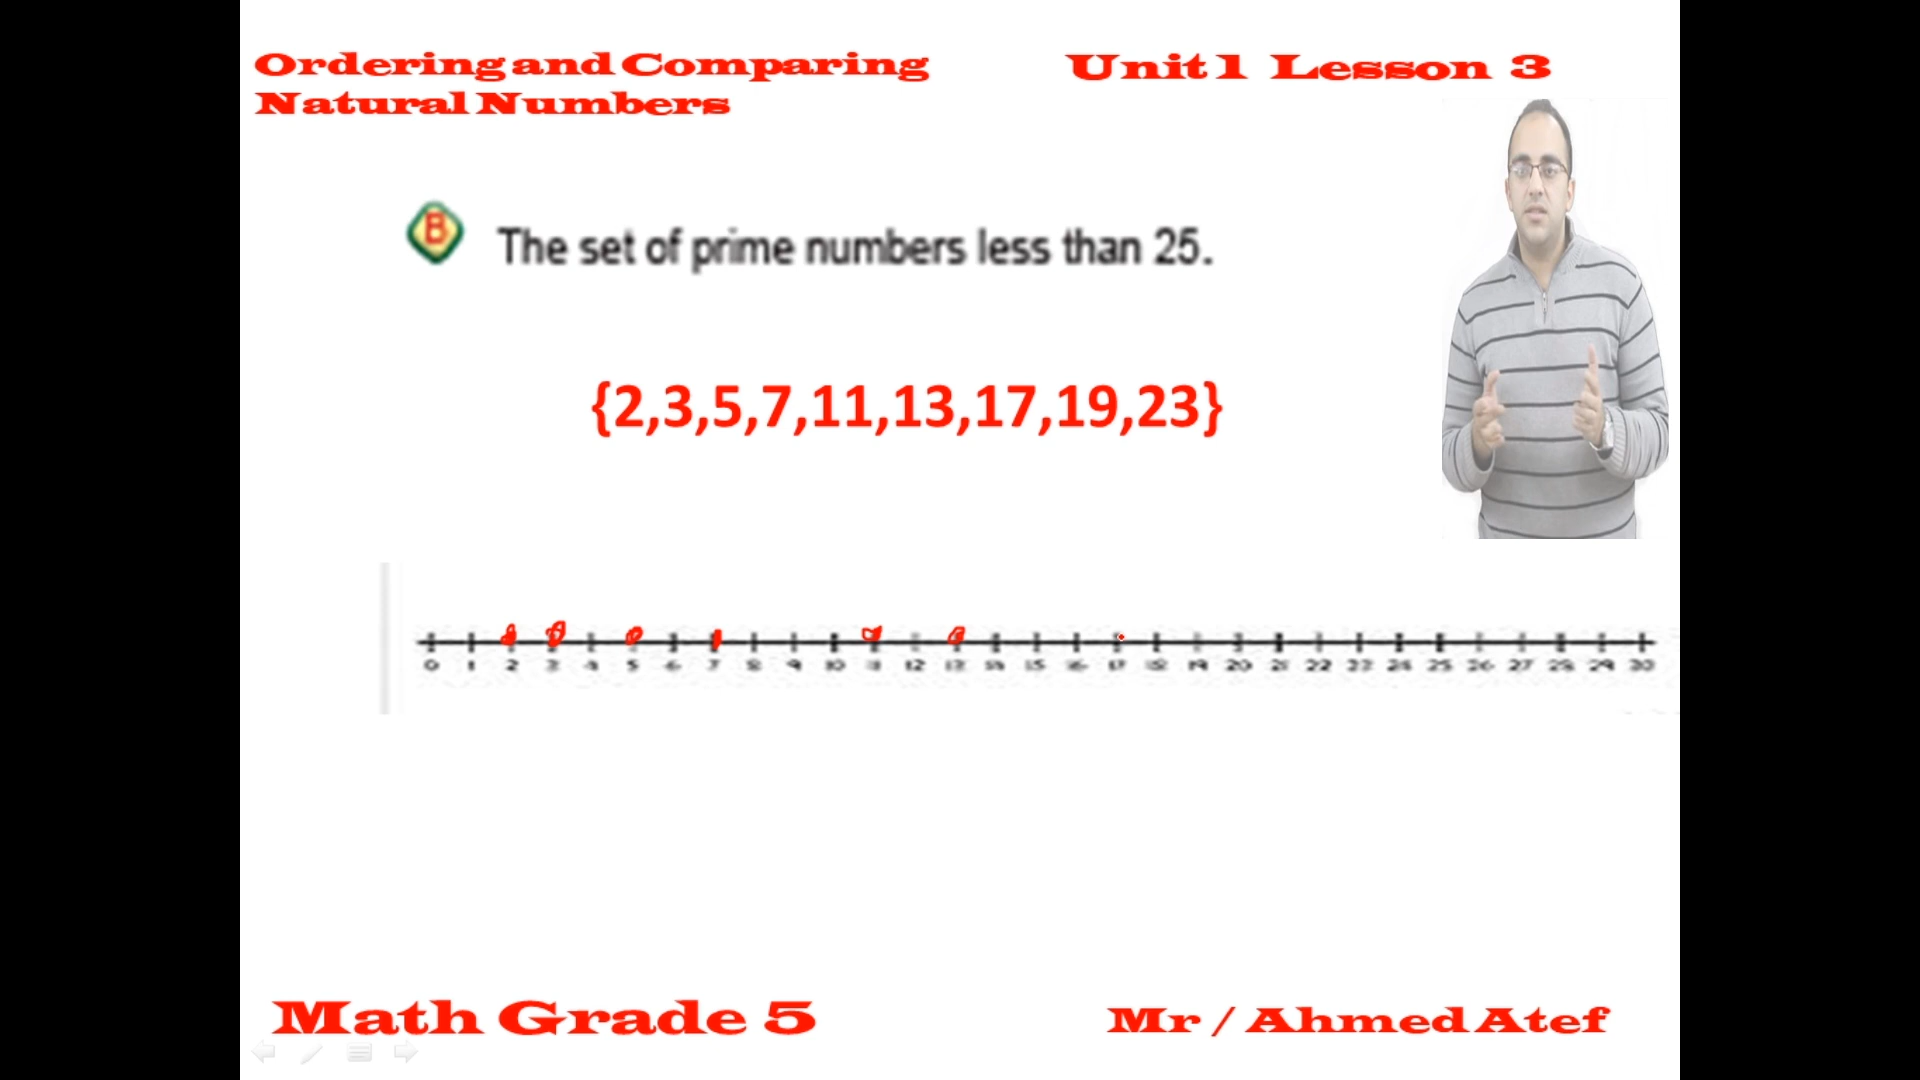 Ordering and Comparing
Natural Numbers
Unit 1 Lesson 3
B The set of prime numbers less than 25.
{2,3,5,7,11,13,17,19,23}
0 1 2 3 4 5 6 7 8 9 10 11 12 13 14 15 16 17 18 19 20 21 22 23 24 25 26 27 28 29 30
Math Grade 5
Mr / Ahmed Atef